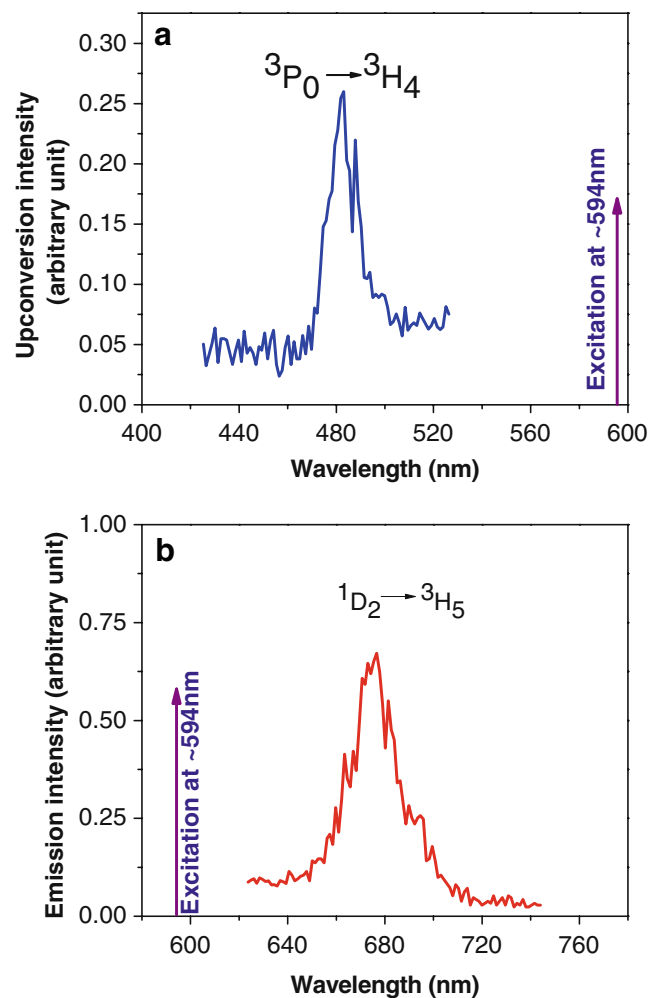 a
³P₀ → ³H₄
Upconversion intensity
(arbitrary unit)
0.30
0.25
0.20
0.15
0.10
0.05
0.00
Excitation at ~594nm
400 440 480 520 560 600
Wavelength (nm)
b
¹D₂ → ³H₅
Emission intensity (arbitrary unit)
1.00
0.75
0.50
0.25
0.00
Excitation at ~594nm
600 640 680 720 760
Wavelength (nm)